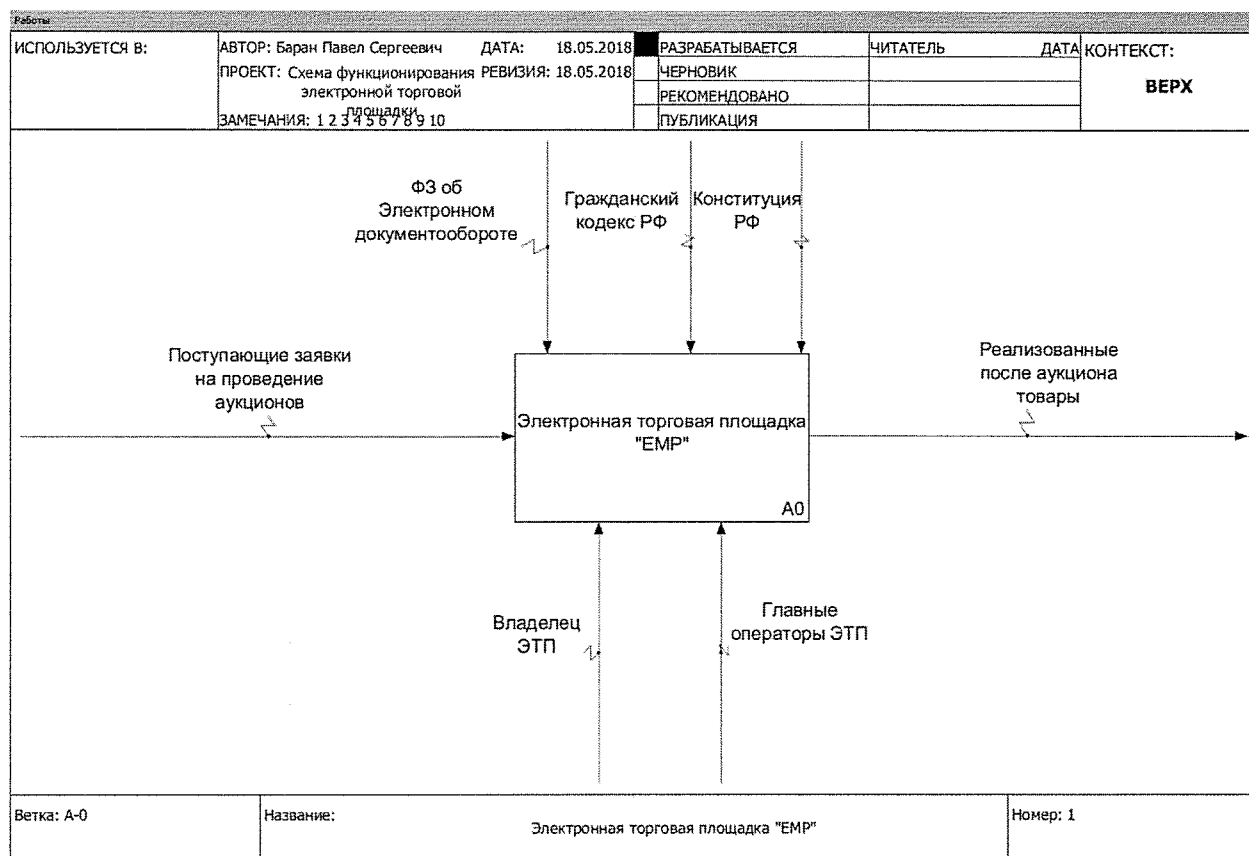 Работы
ИСПОЛЬЗУЕТСЯ В:
АВТОР: Баран Павел Сергеевич
ДАТА: 18.05.2018
ПРОЕКТ: Схема функционирования
электронной торговой
площадки
РЕВИЗИЯ: 18.05.2018
ЗАМЕЧАНИЯ: 1 2 3 4 5 6 7 8 9 10
РАЗРАБАТЫВАЕТСЯ
ЧЕРНОВИК
РЕКОМЕНДОВАНО
ПУБЛИКАЦИЯ
ЧИТАТЕЛЬ
ДАТА
КОНТЕКСТ:
ВЕРХ
ФЗ об
Электронном
документообороте
Гражданский
кодекс РФ
Конституция
РФ
Поступающие заявки
на проведение
аукционов
Электронная торговая площадка
"EMP"
A0
Реализованные
после аукциона
товары
Владелец
ЭТП
Главные
операторы ЭТП
Ветка: A-0
Название:
Электронная торговая площадка "EMP"
Номер: 1